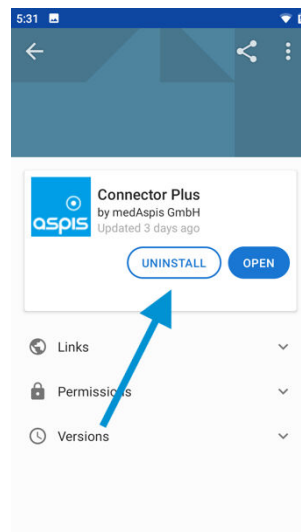 5:31
aspis
Connector Plus
by medAspis GmbH
Updated 3 days ago
UNINSTALL
OPEN
Links
Permissions
Versions